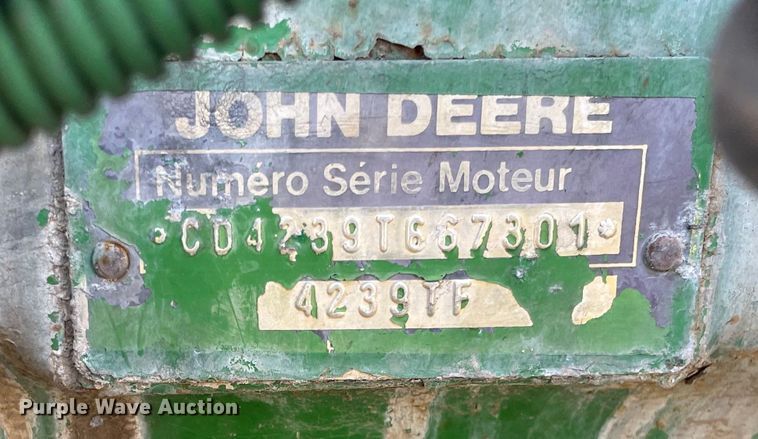 JOHN DEERE
Numéro Série Moteur
•CD4239T667301•
4239TF
Purple Wave Auction